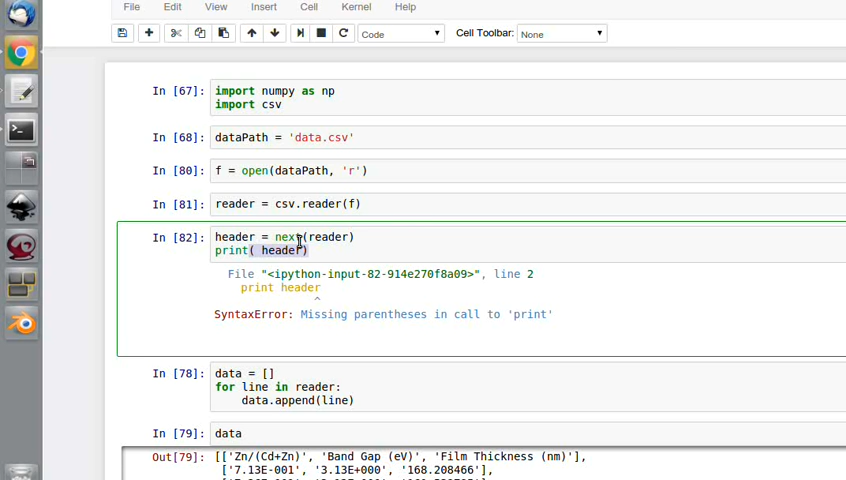 File Edit View Insert Cell Kernel Help
Code Cell Toolbar: None
In [67]: import numpy as np
import csv
In [68]: dataPath = 'data.csv'
In [80]: f = open(dataPath, 'r')
In [81]: reader = csv.reader(f)
In [82]: header = next(reader)
print( header)
File "<ipython-input-82-914e270f8a09>", line 2
print header
^
SyntaxError: Missing parentheses in call to 'print'
In [78]: data = []
for line in reader:
data.append(line)
In [79]: data
Out[79]: [['Zn/(Cd+Zn)', 'Band Gap (eV)', 'Film Thickness (nm)'],
['7.13E-001', '3.13E+000', '168.208466'],